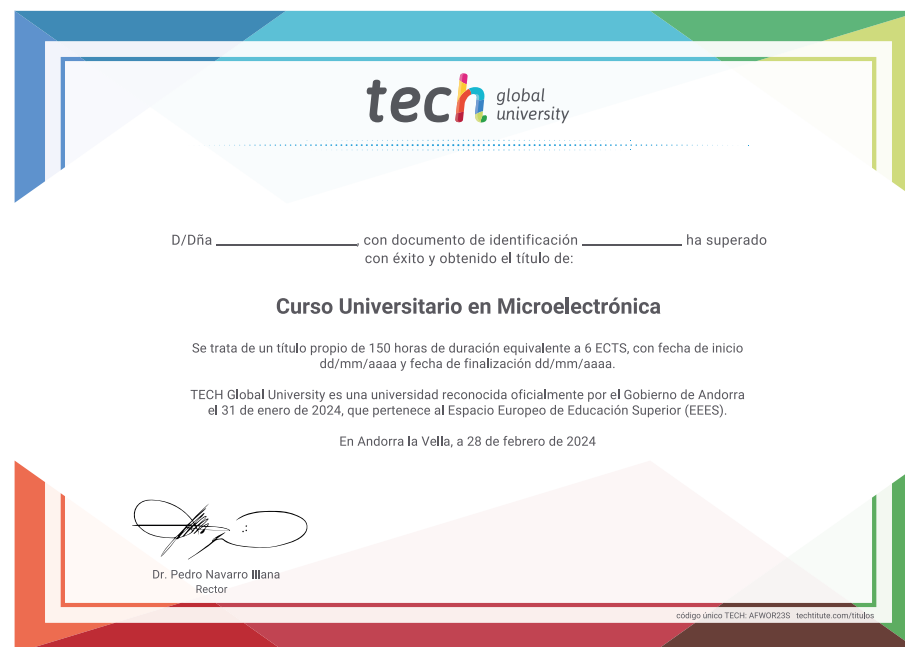 tech global university
D/Dña ____________, con documento de identificación ____________ ha superado
con éxito y obtenido el título de:
Curso Universitario en Microelectrónica
Se trata de un título propio de 150 horas de duración equivalente a 6 ECTS, con fecha de inicio
dd/mm/aaaa y fecha de finalización dd/mm/aaaa.
TECH Global University es una universidad reconocida oficialmente por el Gobierno de Andorra
el 31 de enero de 2024, que pertenece al Espacio Europeo de Educación Superior (EEES).
En Andorra la Vella, a 28 de febrero de 2024
Dr. Pedro Navarro Illana
Rector
código único TECH: AFWOR23S techtitute.com/titulos